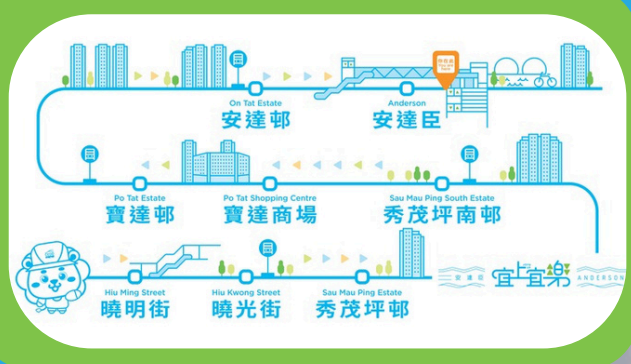 On Tat Estate
安達邨
Anderson
安達臣
Po Tat Estate
寶達邨
Po Tat Shopping Centre
寶達商場
Sau Mau Ping South Estate
秀茂坪南邨
Hiu Ming Street
曉明街
Hiu Kwong Street
曉光街
Sau Mau Ping Estate
秀茂坪邨
宜上宜樂
ANDERSON